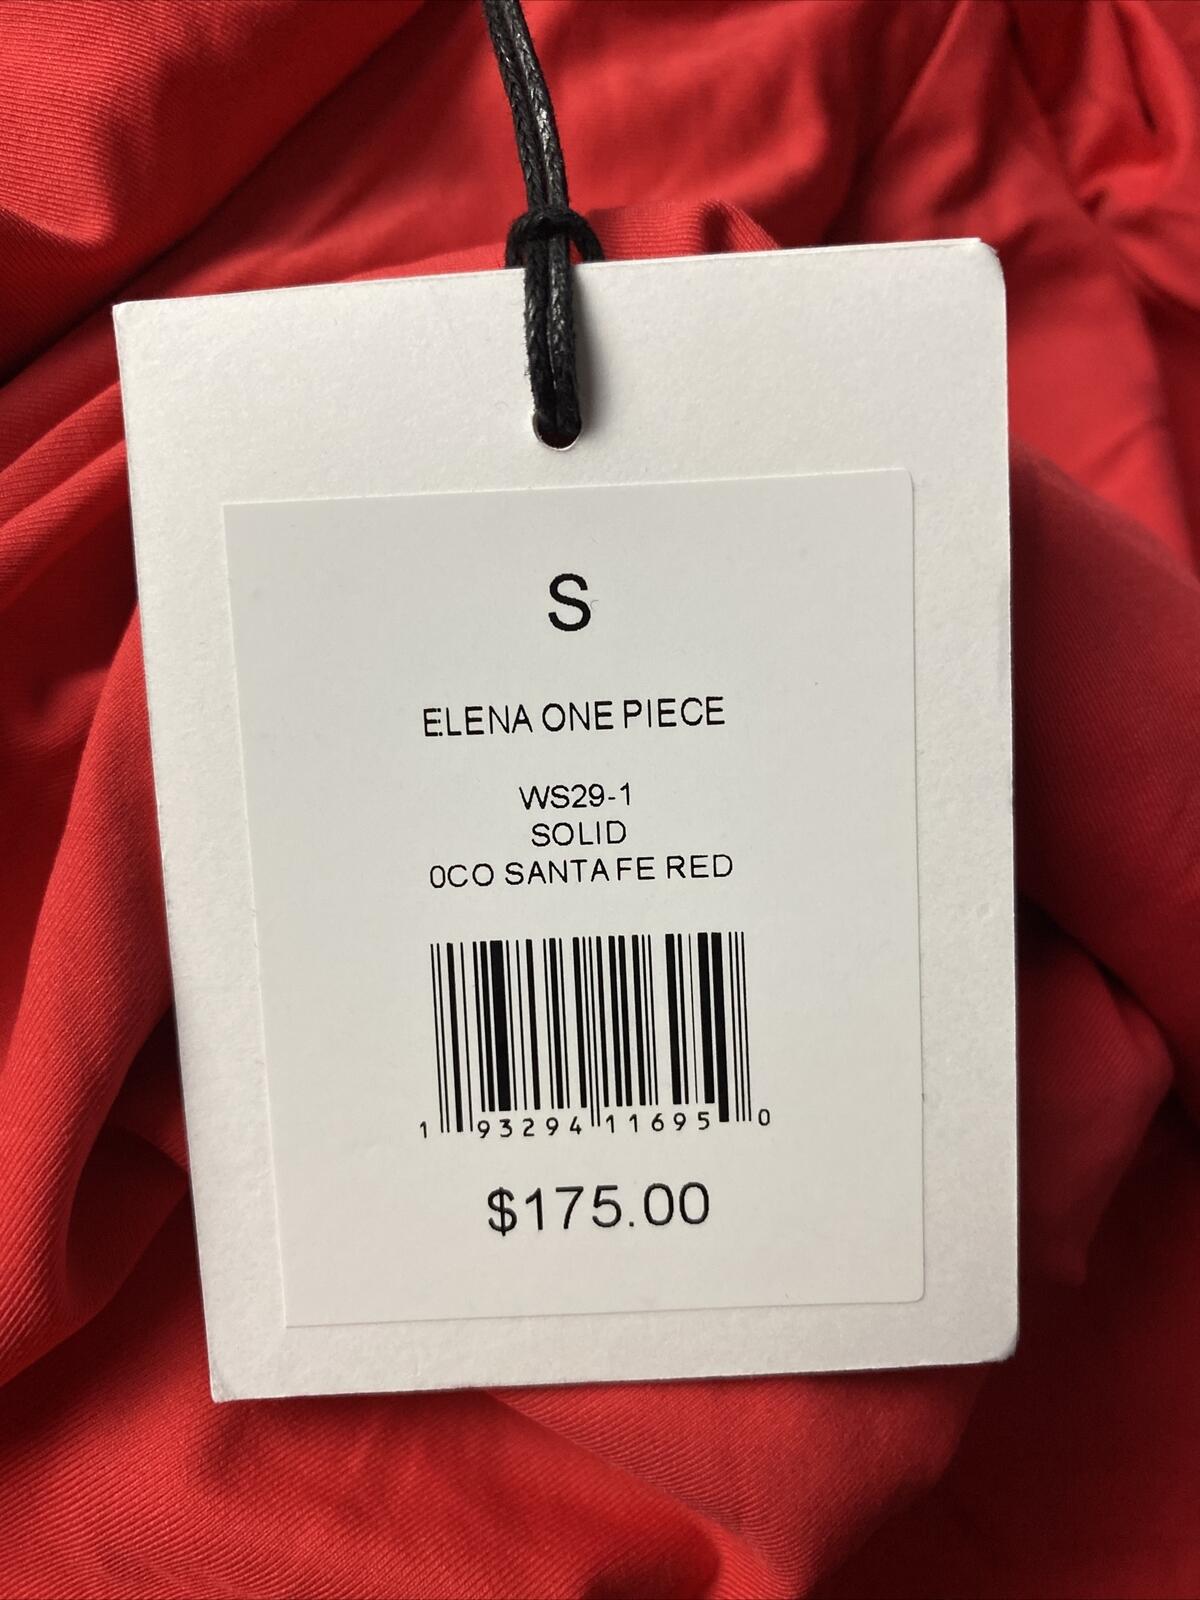 S
ELENA ONE PIECE
WS29-1
SOLID
0CO SANTA FE RED
1 93294 11695 0
$175.00